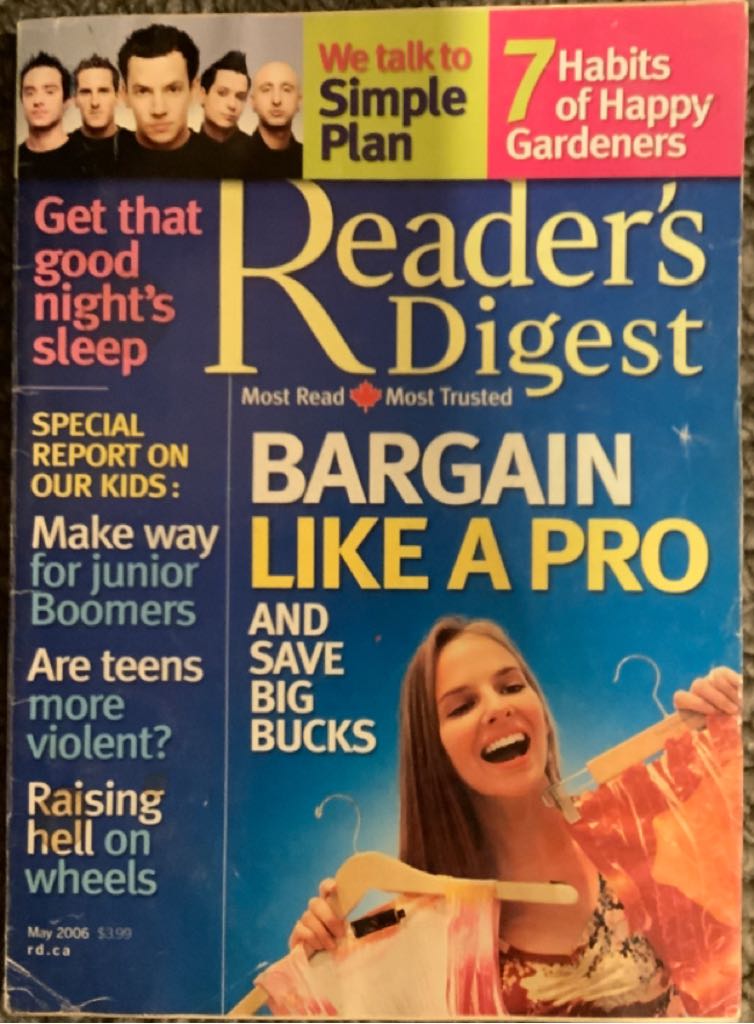 We talk to
Simple
Plan
7 Habits
of Happy
Gardeners
Reader's
Digest
Most Read Most Trusted
Get that
good
night's
sleep
SPECIAL
REPORT ON
OUR KIDS:
Make way
for junior
Boomers
Are teens
more
violent?
Raising
hell on
wheels
May 2006 $3.99
rd.ca
BARGAIN
LIKE A PRO
AND
SAVE
BIG
BUCKS